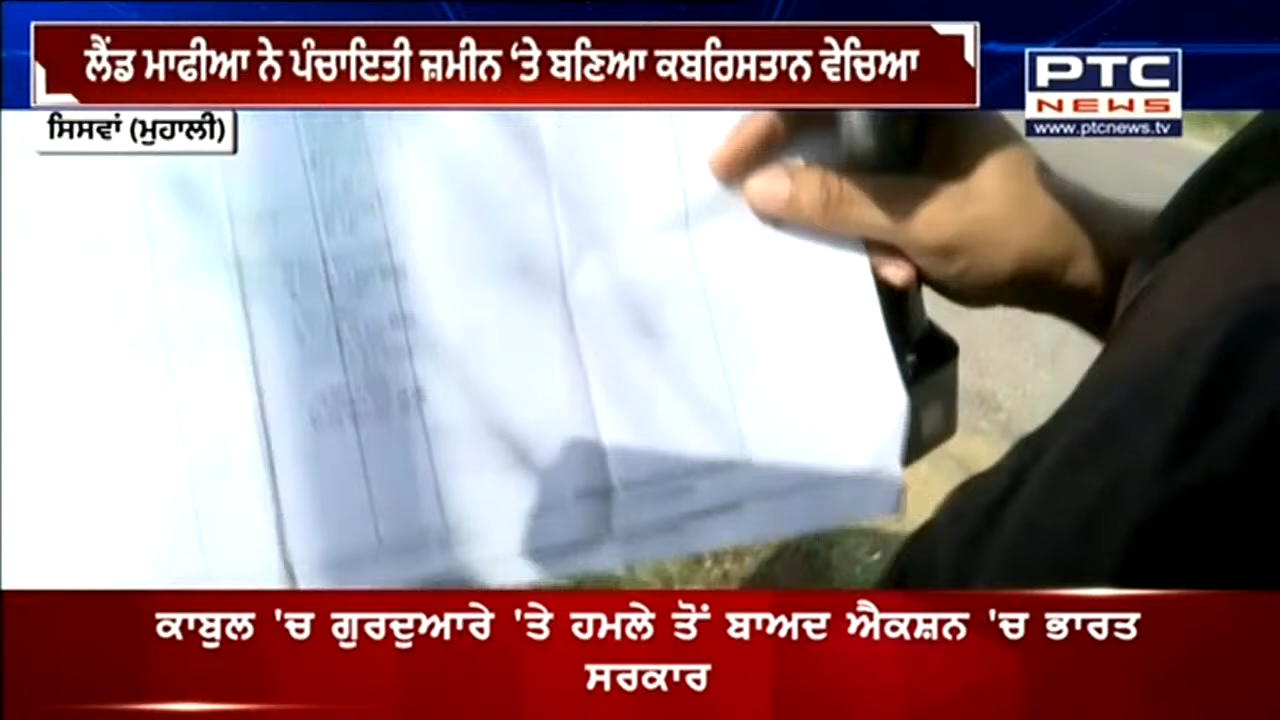 ਲੈਂਡ ਮਾਫੀਆ ਨੇ ਪੰਚਾਇਤੀ ਜ਼ਮੀਨ ‘ਤੇ ਬਣਿਆ ਕਬਰਿਸਤਾਨ ਵੇਚਿਆ
PTC
NEWS
www.ptcnews.tv
ਸਿਸਵਾਂ (ਮੁਹਾਲੀ)
ਕਾਬੁਲ 'ਚ ਗੁਰਦੁਆਰੇ 'ਤੇ ਹਮਲੇ ਤੋਂ ਬਾਅਦ ਐਕਸ਼ਨ 'ਚ ਭਾਰਤ
ਸਰਕਾਰ